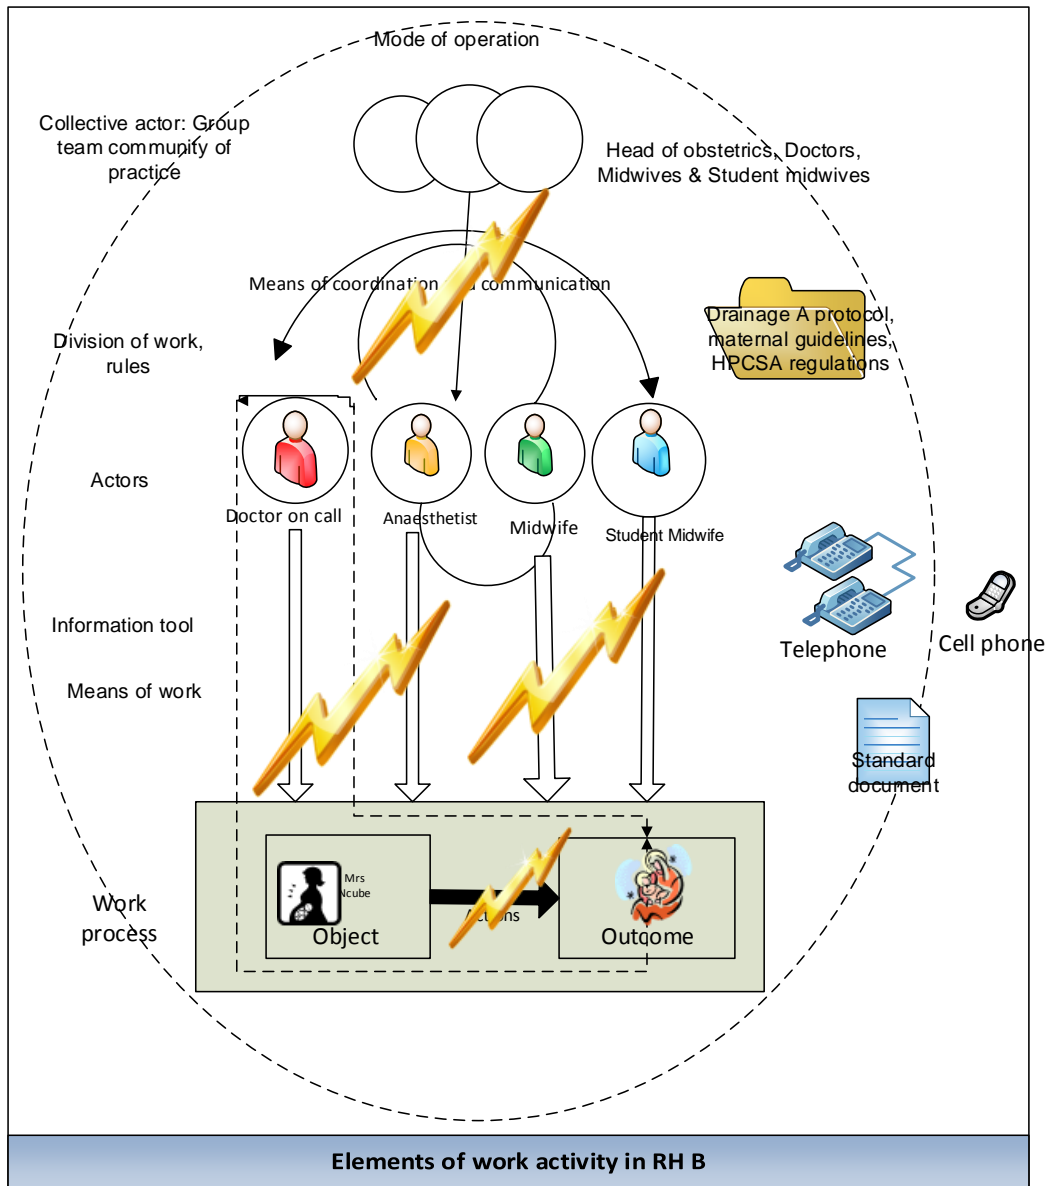 Mode of operation
Collective actor: Group
team community of
practice
Head of obstetrics, Doctors,
Midwives & Student midwives
Means of coordination communication
Division of work,
rules
Drainage A protocol,
maternal guidelines,
HPCSA regulations
Actors
Doctor on call
Anaesthetist
Midwife
Student Midwife
Information tool
Telephone
Cell phone
Means of work
Standard
document
Work
process
Mrs
Ncube
Object
Actions
Outcome
Elements of work activity in RH B